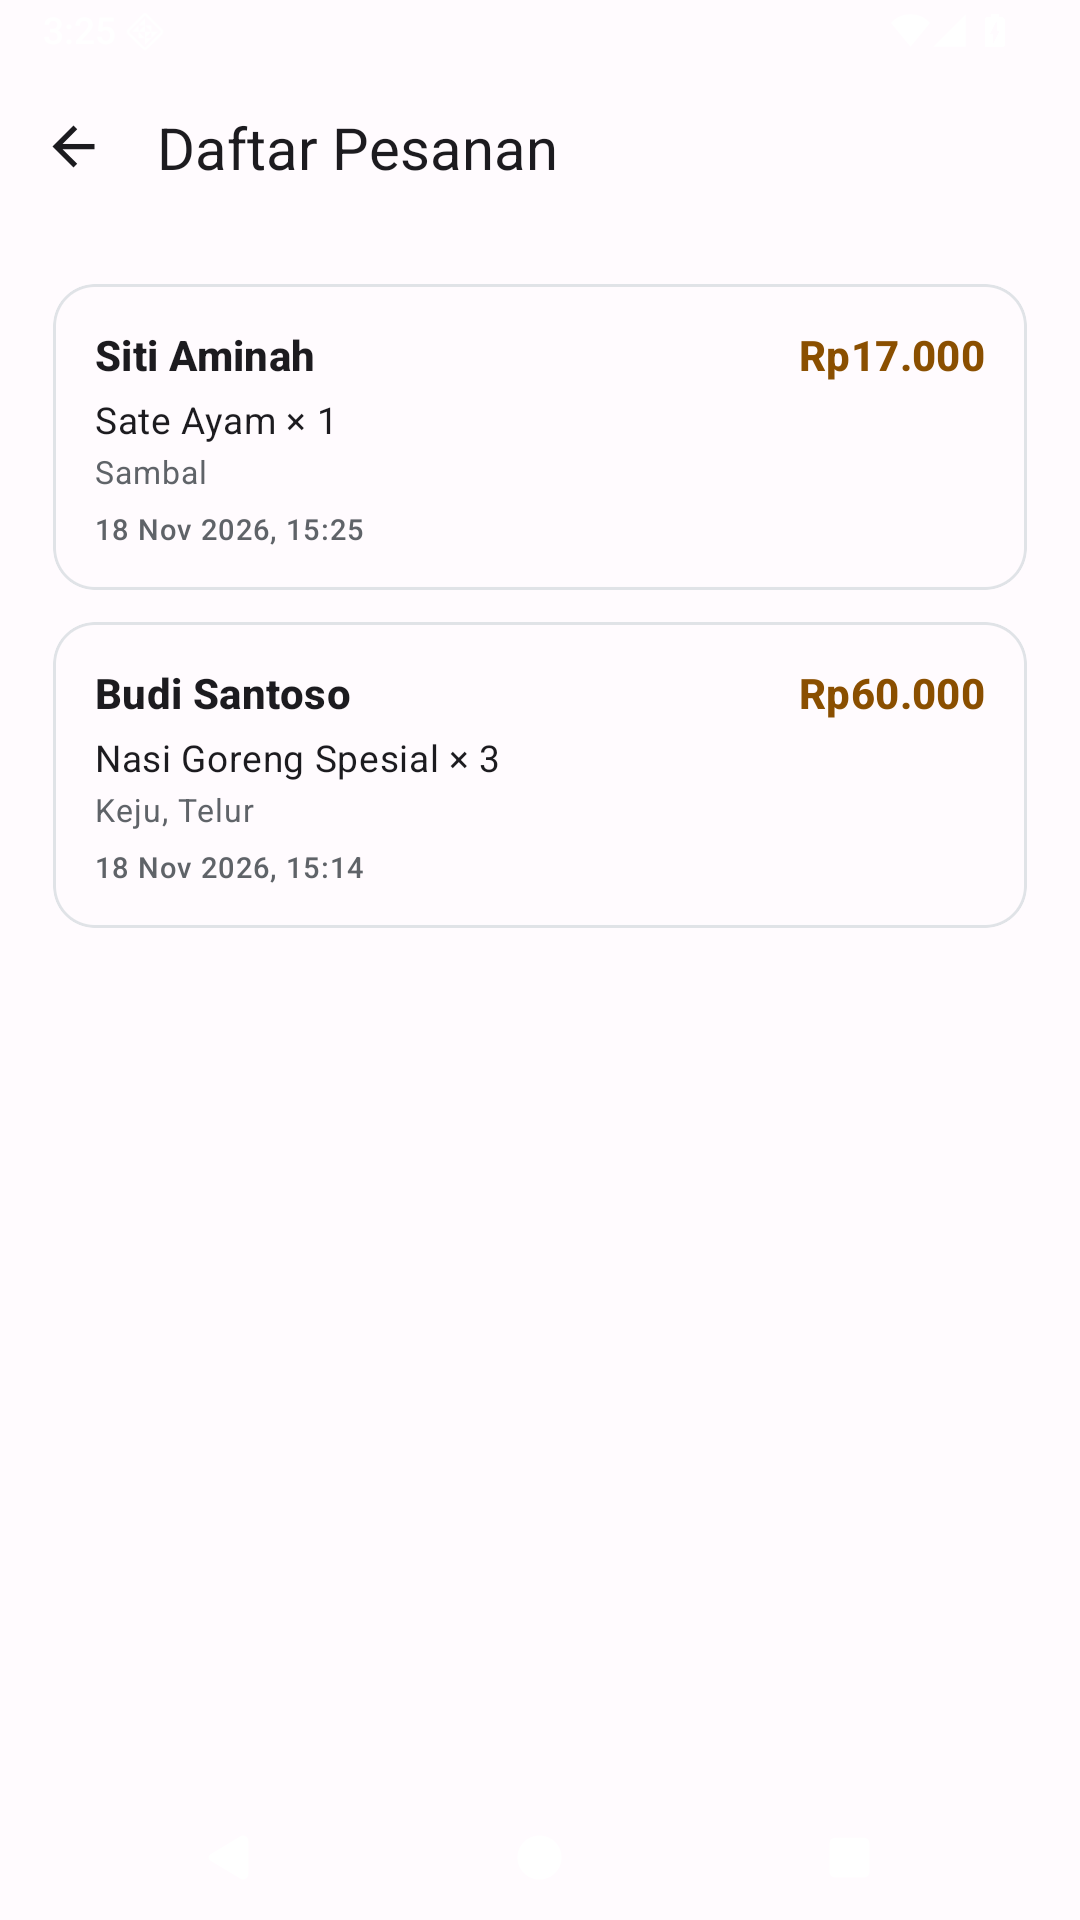 Daftar Pesanan
Siti Aminah Rp17.000
Sate Ayam × 1
Sambal
18 Nov 2026, 15:25
Budi Santoso Rp60.000
Nasi Goreng Spesial × 3
Keju, Telur
18 Nov 2026, 15:14